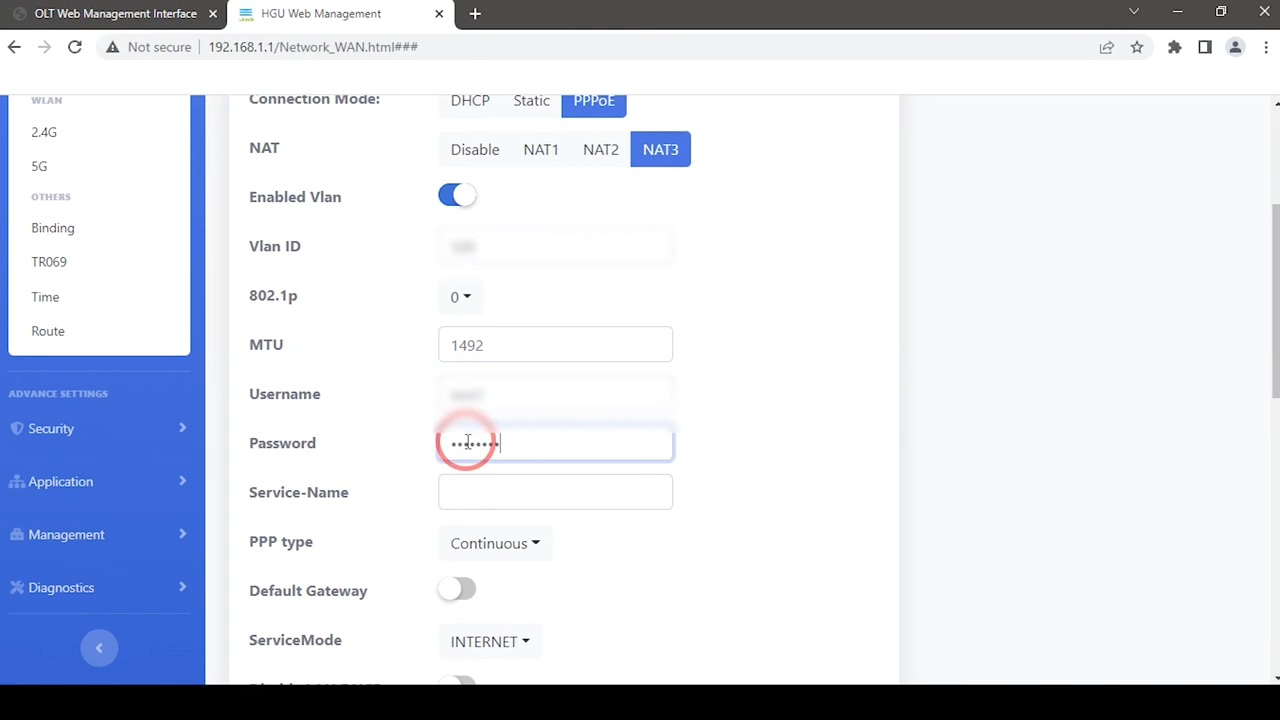 OLT Web Management Interface
HGU Web Management
Not secure
192.168.1.1/Network_WAN.html###
WLAN
2.4G
5G
OTHERS
Binding
TR069
Time
Route
ADVANCE SETTINGS
Security
Application
Management
Diagnostics
Connection Mode: DHCP Static PPPoE
NAT Disable NAT1 NAT2 NAT3
Enabled Vlan
Vlan ID
802.1p 0
MTU 1492
Username
Password ••••••••
Service-Name
PPP type Continuous
Default Gateway
ServiceMode INTERNET